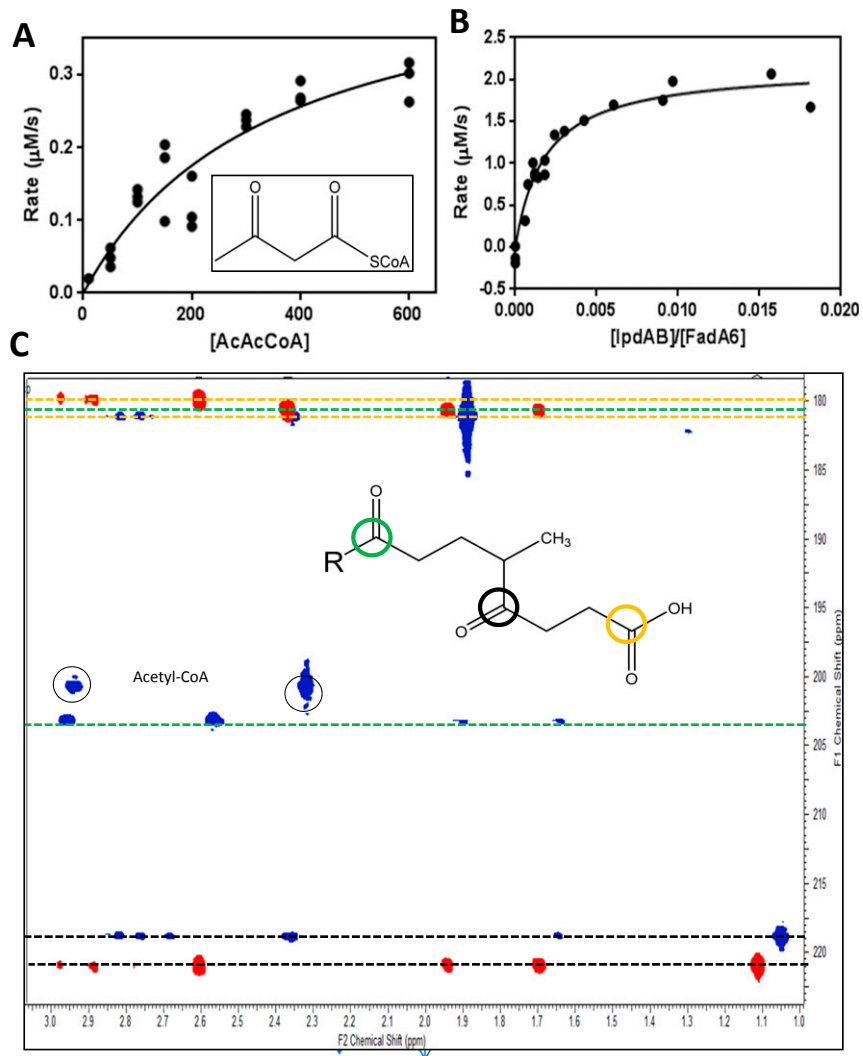 A
Rate (µM/s)
0.3
0.2
0.1
0.0
0
200
400
600
[AcAcCoA]
O
O
SCoA
B
Rate (µM/s)
2.5
2.0
1.5
1.0
0.5
0.0
-0.5
0.000
0.005
0.010
0.015
0.020
[IpdAB]/[FadA6]
C
O
R
CH₃
O
OH
O
Acetyl-CoA
180
185
190
195
200
205
210
215
220
F1 Chemical Shift (ppm)
3.0 2.9 2.8 2.7 2.6 2.5 2.4 2.3 2.2 2.1 2.0 1.9 1.8 1.7 1.6 1.5 1.4 1.3 1.2 1.1 1.0
F2 Chemical Shift (ppm)